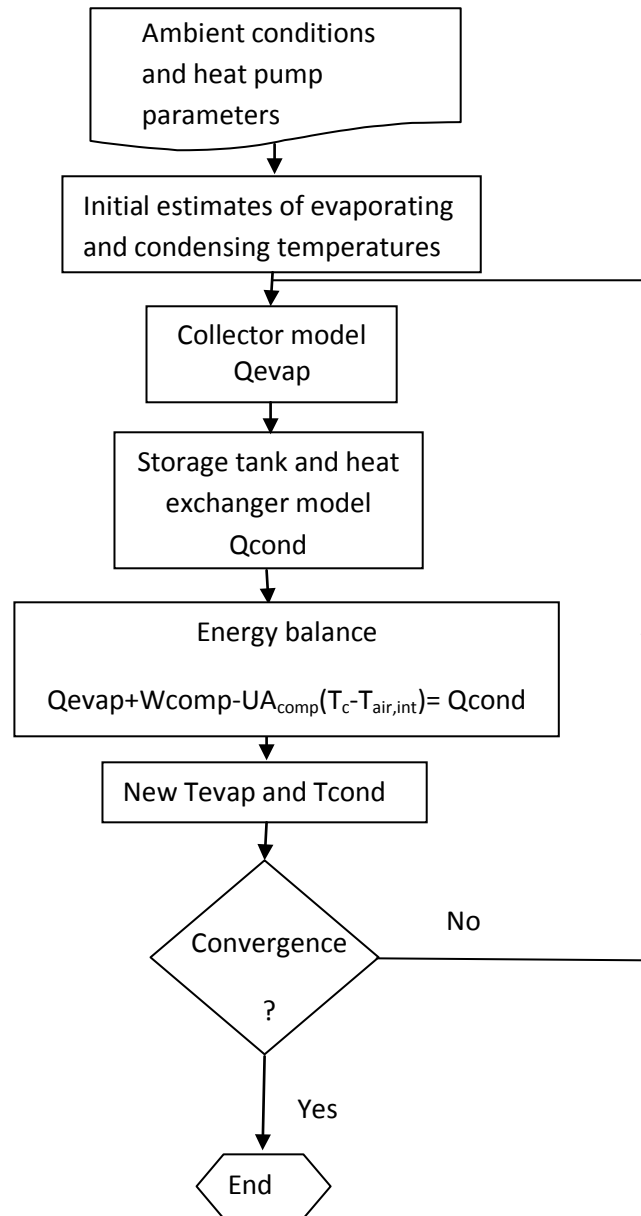 Ambient conditions
and heat pump
parameters
Initial estimates of evaporating
and condensing temperatures
Collector model
Qevap
Storage tank and heat
exchanger model
Qcond
Energy balance
Qevap+Wcomp-UAcomp(Tc-Tair,int)= Qcond
New Tevap and Tcond
Convergence
?
No
Yes
End